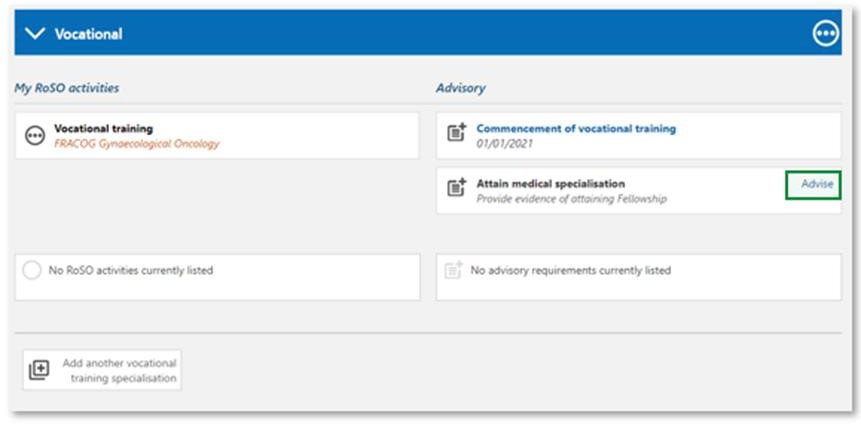 Vocational
My RoSO activities
Advisory
Vocational training
FRACOG Gynaecological Oncology
Commencement of vocational training
01/01/2021
Attain medical specialisation
Advise
Provide evidence of attaining Fellowship
No RoSO activities currently listed
No advisory requirements currently listed
Add another vocational
training specialisation